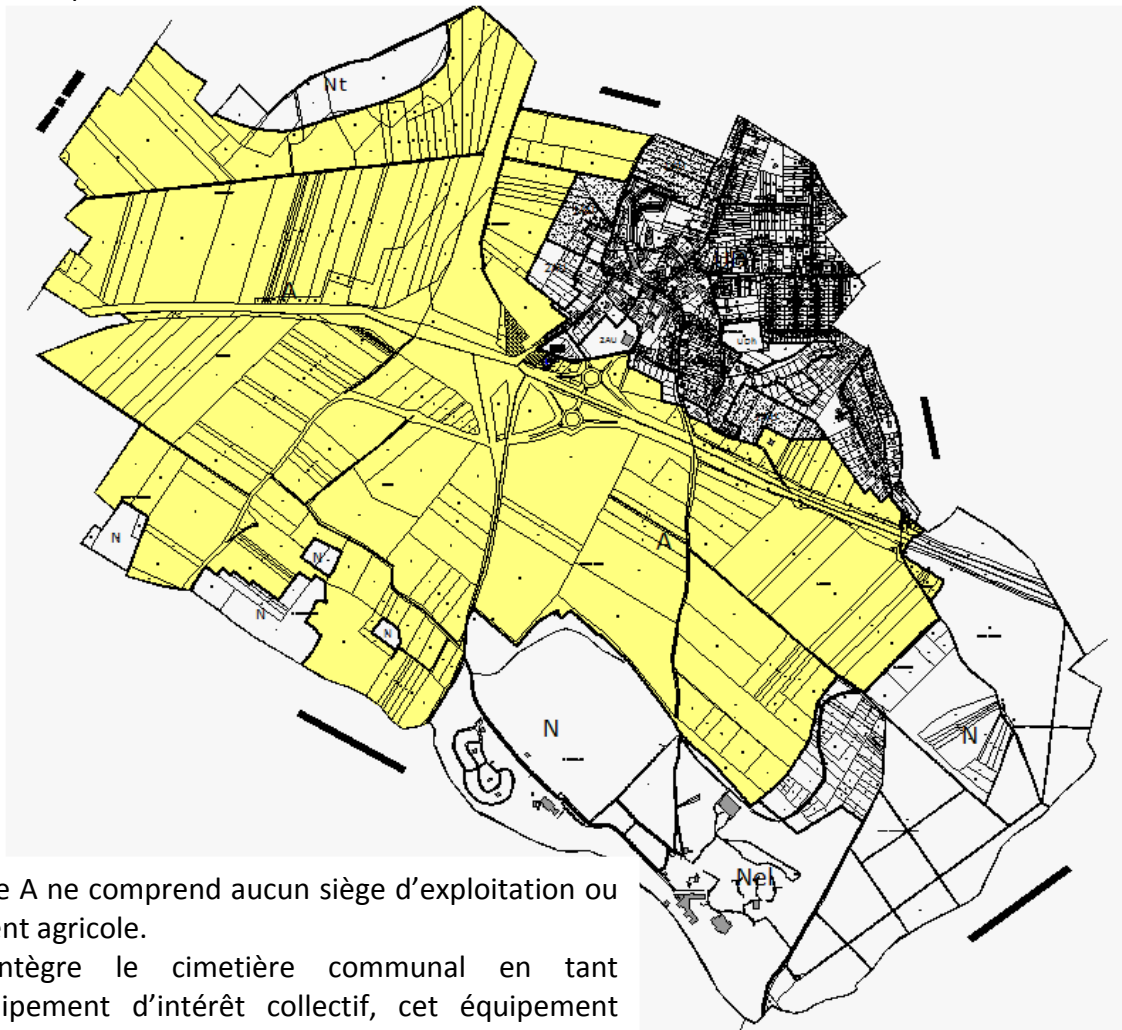 Nt
A
2AU
UDh
A
N
N
N
N
N
N
Nel
e A ne comprend aucun siège d'exploitation ou
ent agricole.
ntègre le cimetière communal en tant
ipement d'intérêt collectif, cet équipement